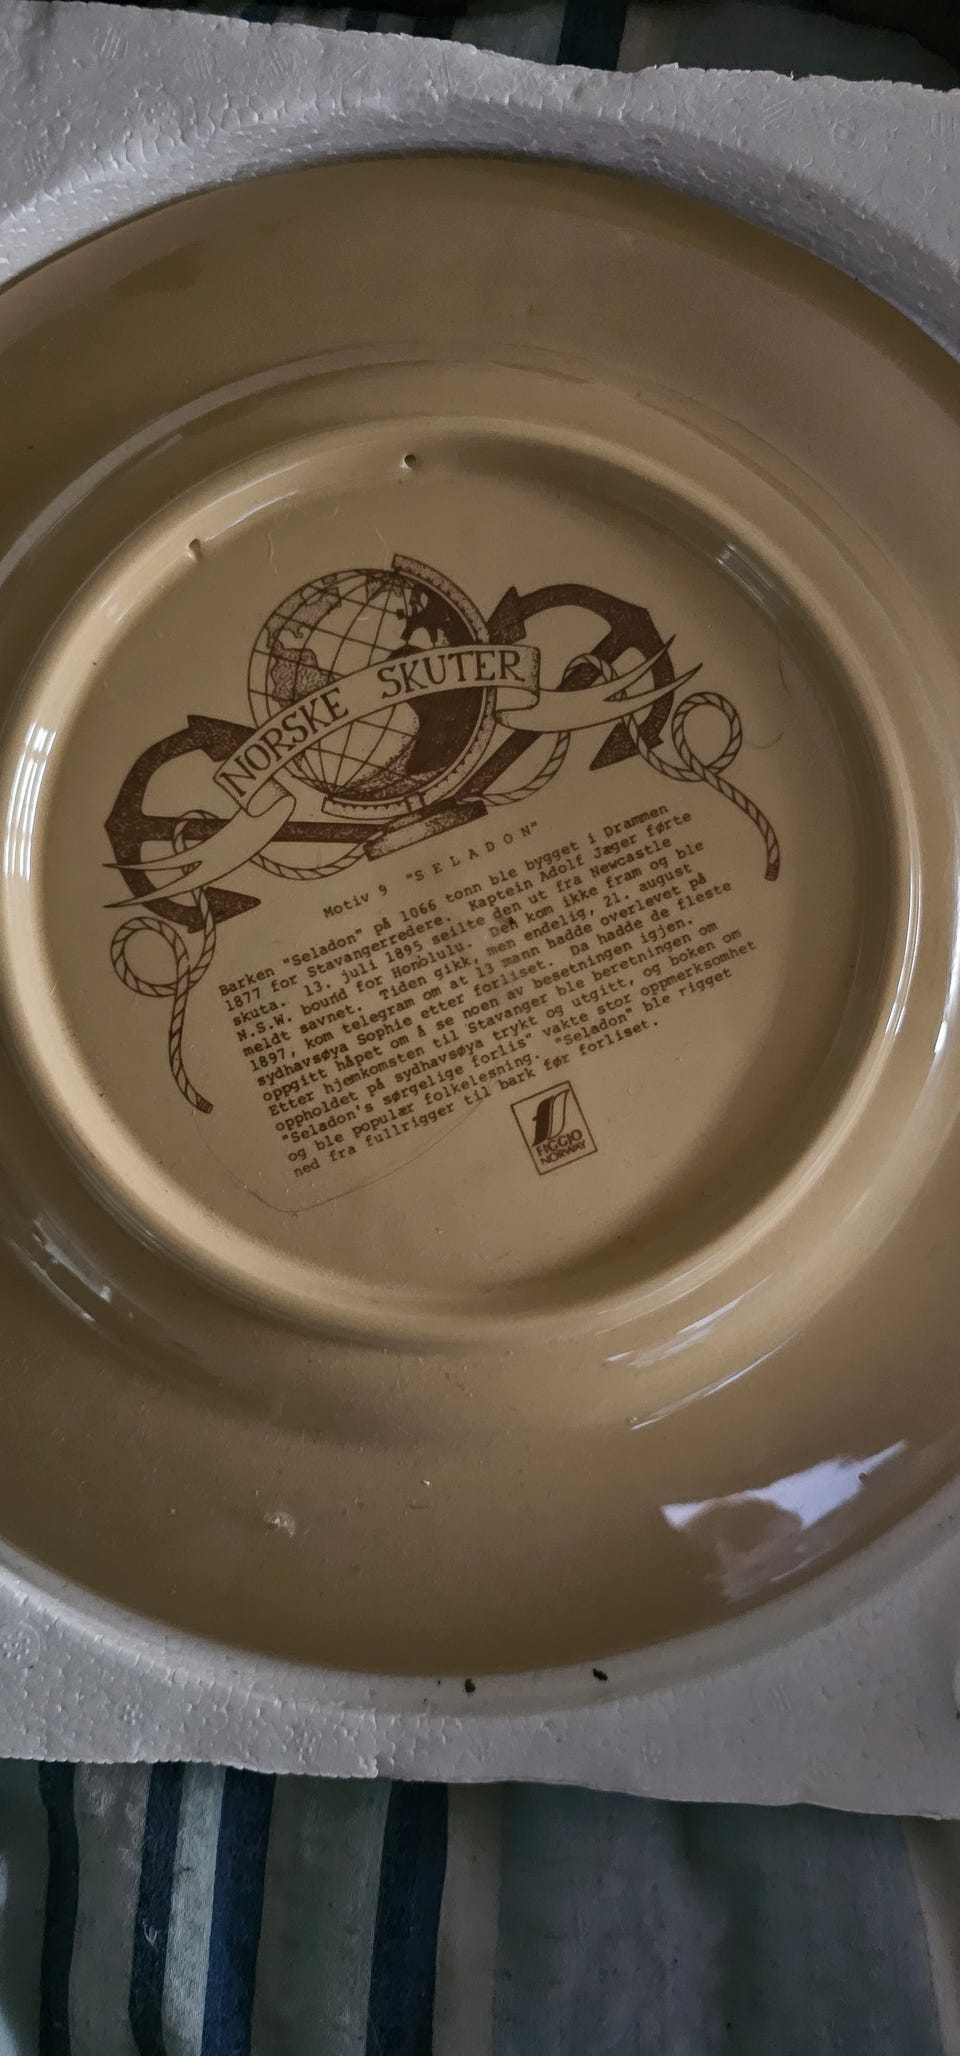 NORSKE SKUTER
Motiv 9 "SELADON"
Barken "Seladon" på 1066 tonn ble bygget i Drammen
1877 for Stavangerredere. Kaptein Adolf Jæger førte
skuta. 13. juli 1895 seilte den ut fra Newcastle
N.S.W. bound for Honolulu. Den kom ikke fram og ble
meldt savnet. Tiden gikk, men endelig, 21. august
1897, kom telegram om at 13 mann hadde overlevet på
sydhavsøya Sophie etter forliset. Da hadde de fleste
oppgitt håpet om å se noen av besetningen igjen.
Etter hjemkomsten til Stavanger ble beretningen om
oppholdet på sydhavsøya trykt og utgitt, og boken om
"Seladon's sørgelige forlis" vakte stor oppmerksomhet
og ble populær folkelesning. "Seladon" ble rigget
ned fra fullrigger til bark før forliset.
FIGGJO
NORWAY